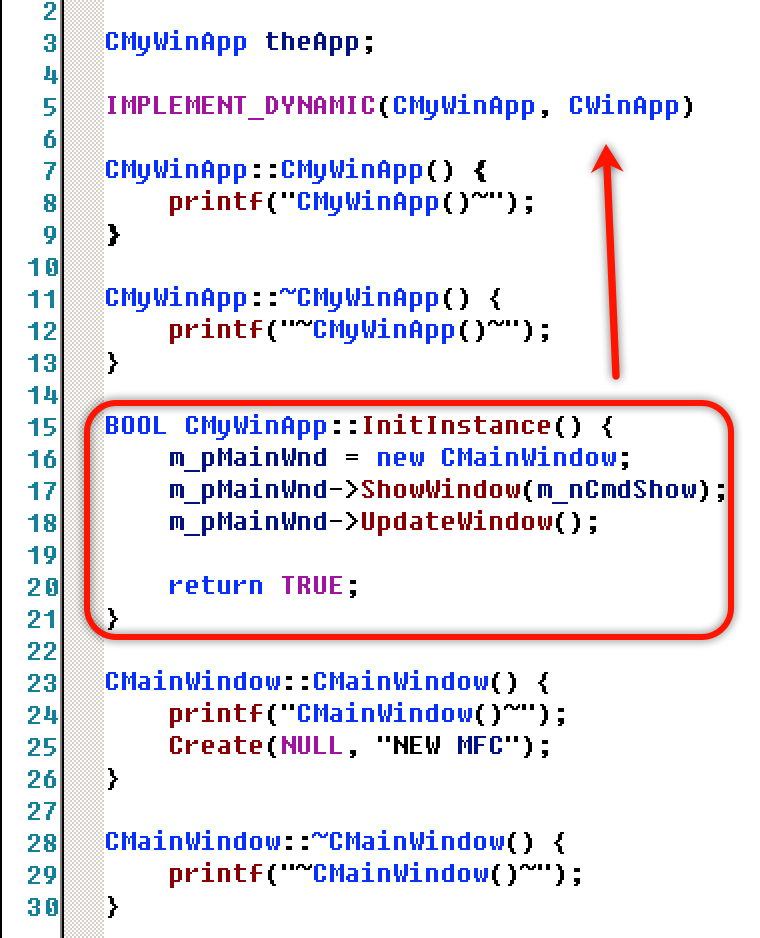 2
3 CMyWinApp theApp;
4
5 IMPLEMENT_DYNAMIC(CMyWinApp, CWinApp)
6
7 CMyWinApp::CMyWinApp() {
8     printf("CMyWinApp()~");
9 }
10
11 CMyWinApp::~CMyWinApp() {
12     printf("~CMyWinApp()~");
13 }
14
15 BOOL CMyWinApp::InitInstance() {
16     m_pMainWnd = new CMainWindow;
17     m_pMainWnd->ShowWindow(m_nCmdShow);
18     m_pMainWnd->UpdateWindow();
19
20     return TRUE;
21 }
22
23 CMainWindow::CMainWindow() {
24     printf("CMainWindow()~");
25     Create(NULL, "NEW MFC");
26 }
27
28 CMainWindow::~CMainWindow() {
29     printf("~CMainWindow()~");
30 }